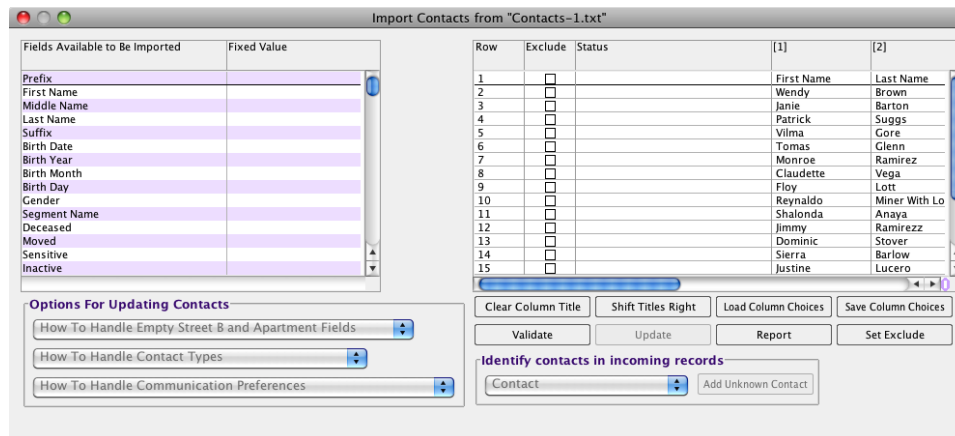 Import Contacts from "Contacts-1.txt"
Fields Available to Be Imported Fixed Value
Prefix
First Name
Middle Name
Last Name
Suffix
Birth Date
Birth Year
Birth Month
Birth Day
Gender
Segment Name
Deceased
Moved
Sensitive
Inactive
Row Exclude Status [1] [2]
1 First Name Last Name
2 Wendy Brown
3 Janie Barton
4 Patrick Suggs
5 Vilma Gore
6 Tomas Glenn
7 Monroe Ramirez
8 Claudette Vega
9 Floy Lott
10 Reynaldo Miner With Lo
11 Shalonda Anaya
12 Jimmy Ramirezz
13 Dominic Stover
14 Sierra Barlow
15 Justine Lucero
Options For Updating Contacts
How To Handle Empty Street B and Apartment Fields
How To Handle Contact Types
How To Handle Communication Preferences
Clear Column Title Shift Titles Right Load Column Choices Save Column Choices
Validate Update Report Set Exclude
Identify contacts in incoming records
Contact Add Unknown Contact